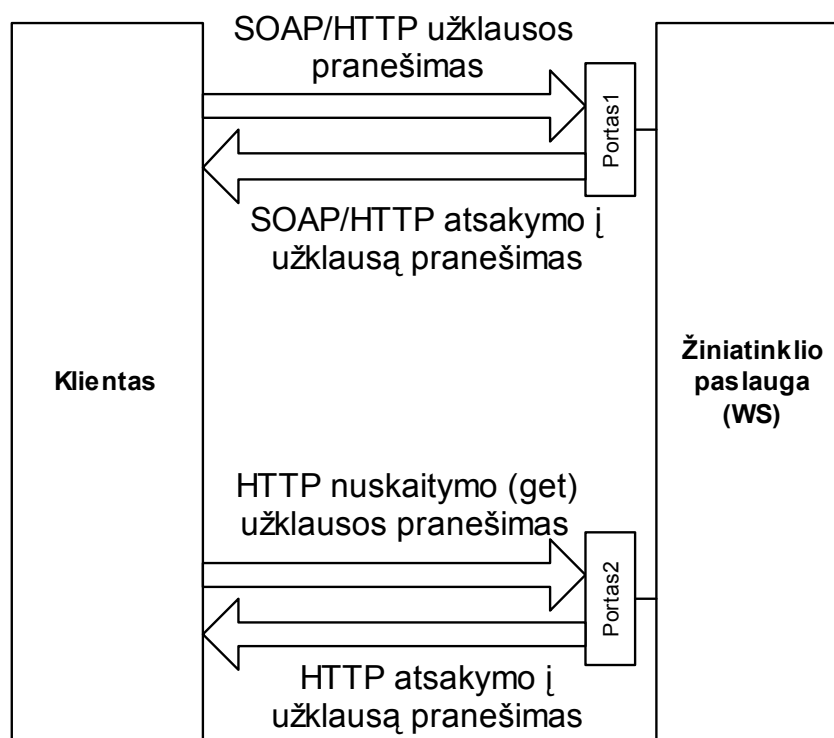 SOAP/HTTP užklausos
pranešimas
Portas1
SOAP/HTTP atsakymo į
užklausą pranešimas
Klientas
Žiniatinklio
paslauga
(WS)
HTTP nuskaitymo (get)
užklausos pranešimas
Portas2
HTTP atsakymo į
užklausą pranešimas